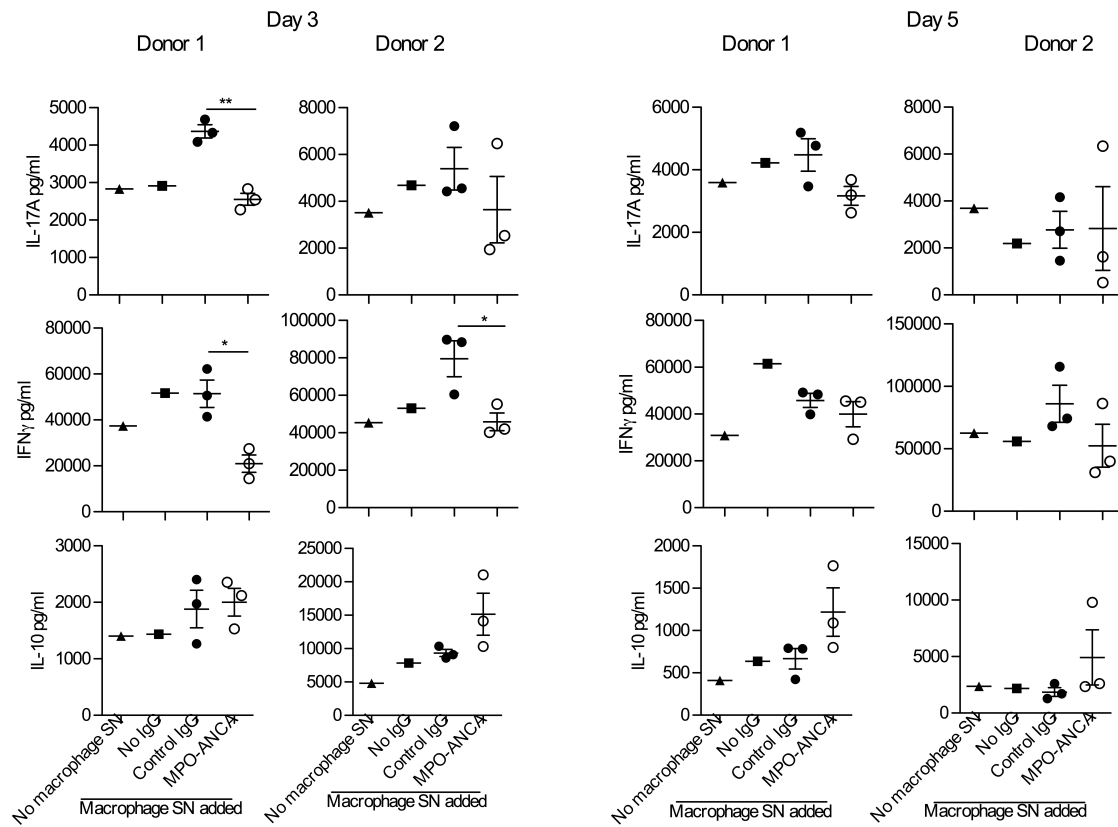 Day 3
Day 5
Donor 1
Donor 2
Donor 1
Donor 2
IL-17A pg/ml
5000
4000
3000
2000
1000
0
**
8000
6000
4000
2000
0
IL-17A pg/ml
6000
4000
2000
0
8000
6000
4000
2000
0
IFNγ pg/ml
80000
60000
40000
20000
0
*
100000
80000
60000
40000
20000
0
*
IFNγ pg/ml
80000
60000
40000
20000
0
150000
100000
50000
0
IL-10 pg/ml
3000
2000
1000
0
25000
20000
15000
10000
5000
0
IL-10 pg/ml
2000
1500
1000
500
0
15000
10000
5000
0
No macrophage SN
No IgG
Control IgG
MPO-ANCA
Macrophage SN added
No macrophage SN
No IgG
Control IgG
MPO-ANCA
Macrophage SN added
No macrophage SN
No IgG
Control IgG
MPO-ANCA
Macrophage SN added
No macrophage SN
No IgG
Control IgG
MPO-ANCA
Macrophage SN added